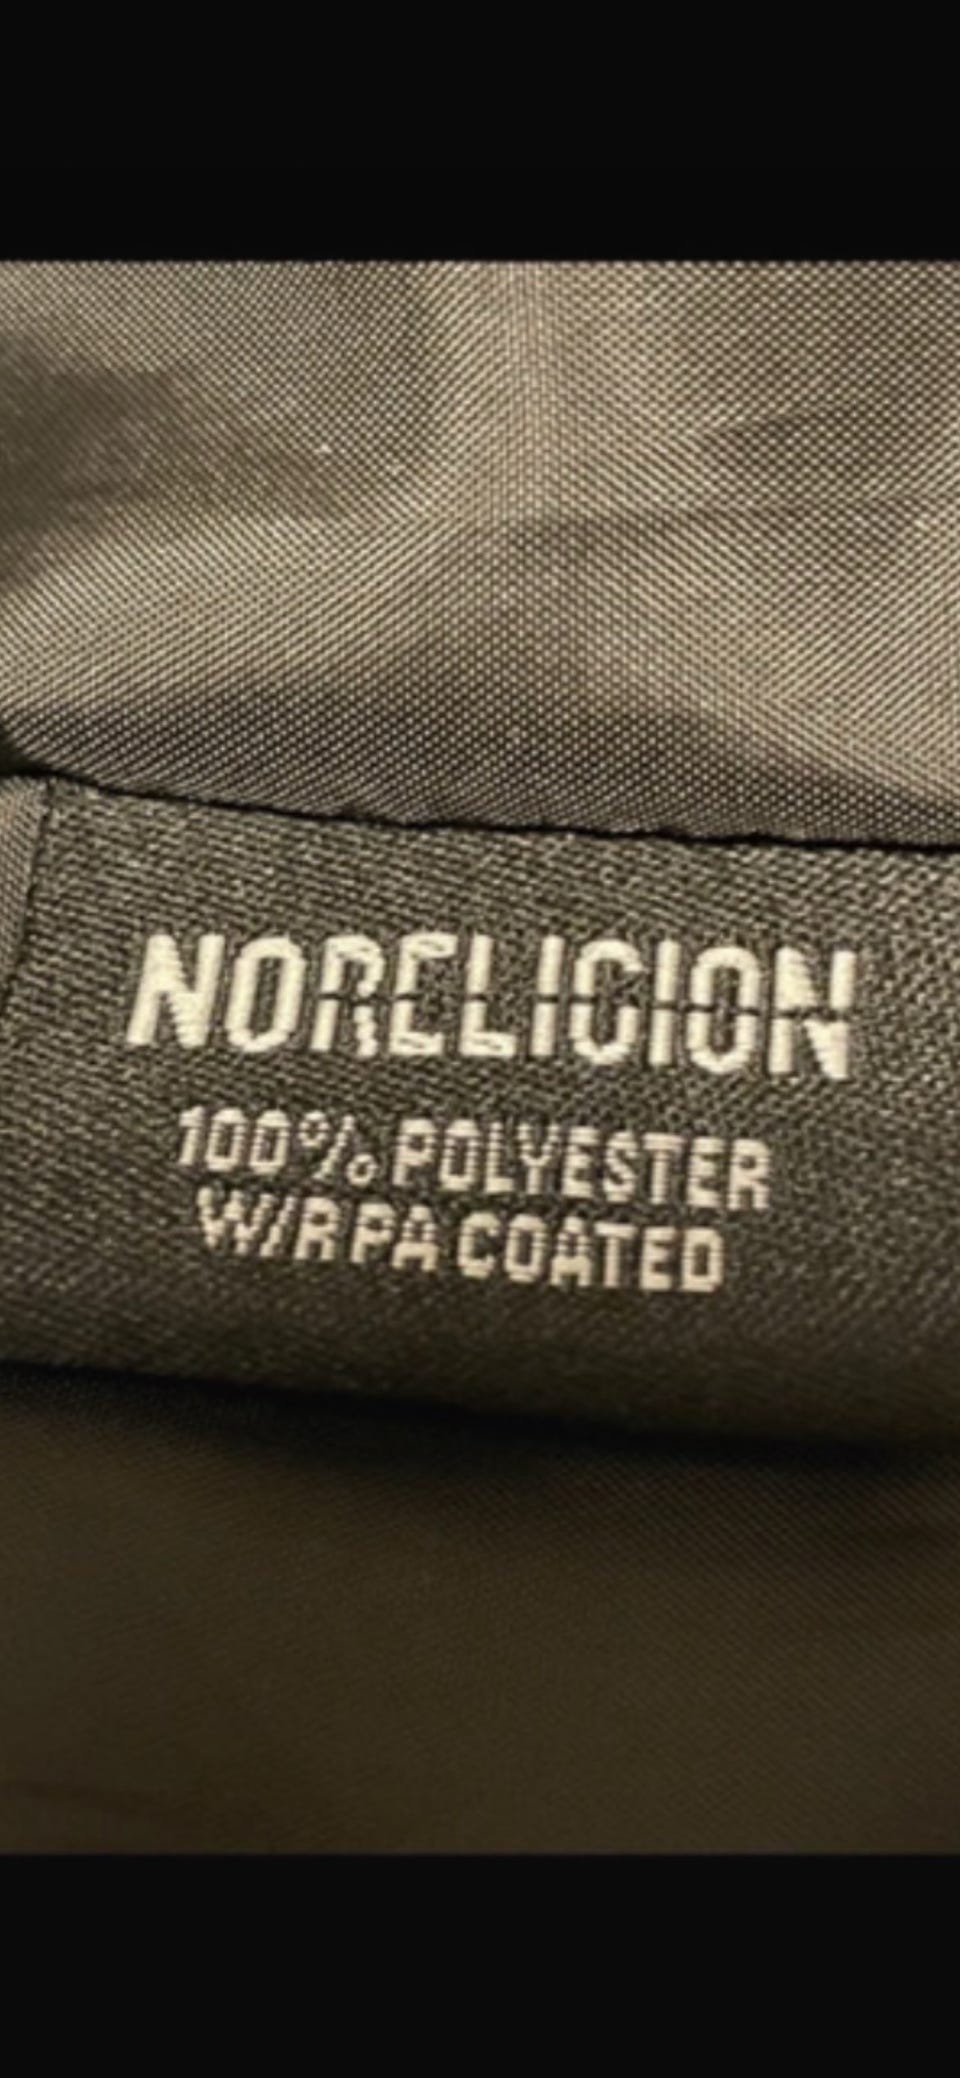 NORELIGION
100% POLYESTER
W/R PA COATED